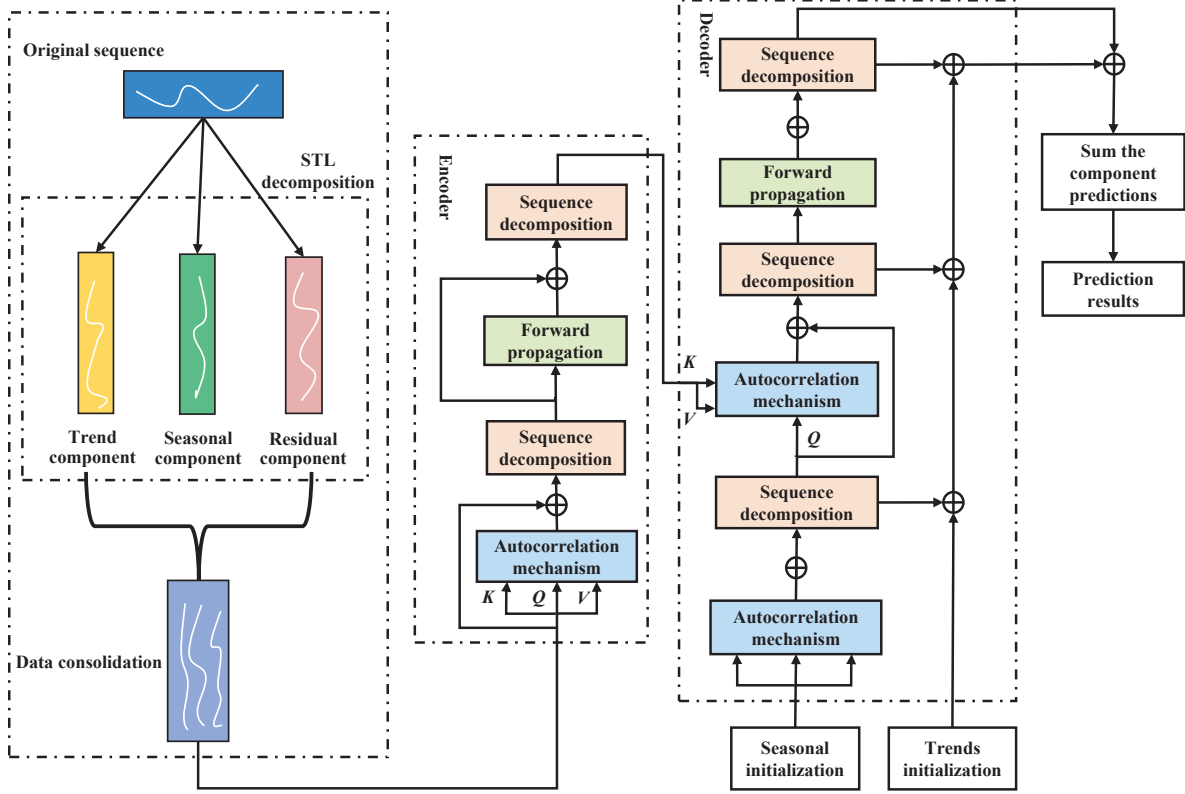 Original sequence
STL
decomposition
Trend
component
Seasonal
component
Residual
component
Data consolidation
Encoder
Sequence
decomposition
Forward
propagation
Sequence
decomposition
Autocorrelation
mechanism
K
Q
V
Decoder
Sequence
decomposition
Forward
propagation
Sequence
decomposition
K
Autocorrelation
mechanism
V
Q
Sequence
decomposition
Autocorrelation
mechanism
Seasonal
initialization
Trends
initialization
Sum the
component
predictions
Prediction
results